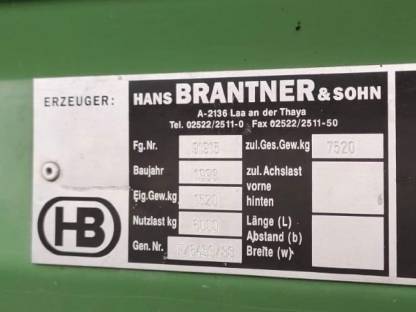 ERZEUGER:
HANS BRANTNER & SOHN
A-2136 Laa an der Thaya
Tel. 02522/2511-0 Fax 02522/2511-50
Fg. Nr. zul.Ges.Gew.kg 7520
Baujahr zul. Achslast
vorne
Eig.Gew.kg 1520 hinten
Nutzlast kg 6000 Länge (L)
Abstand (b)
Gen. Nr. Breite (w)
HB